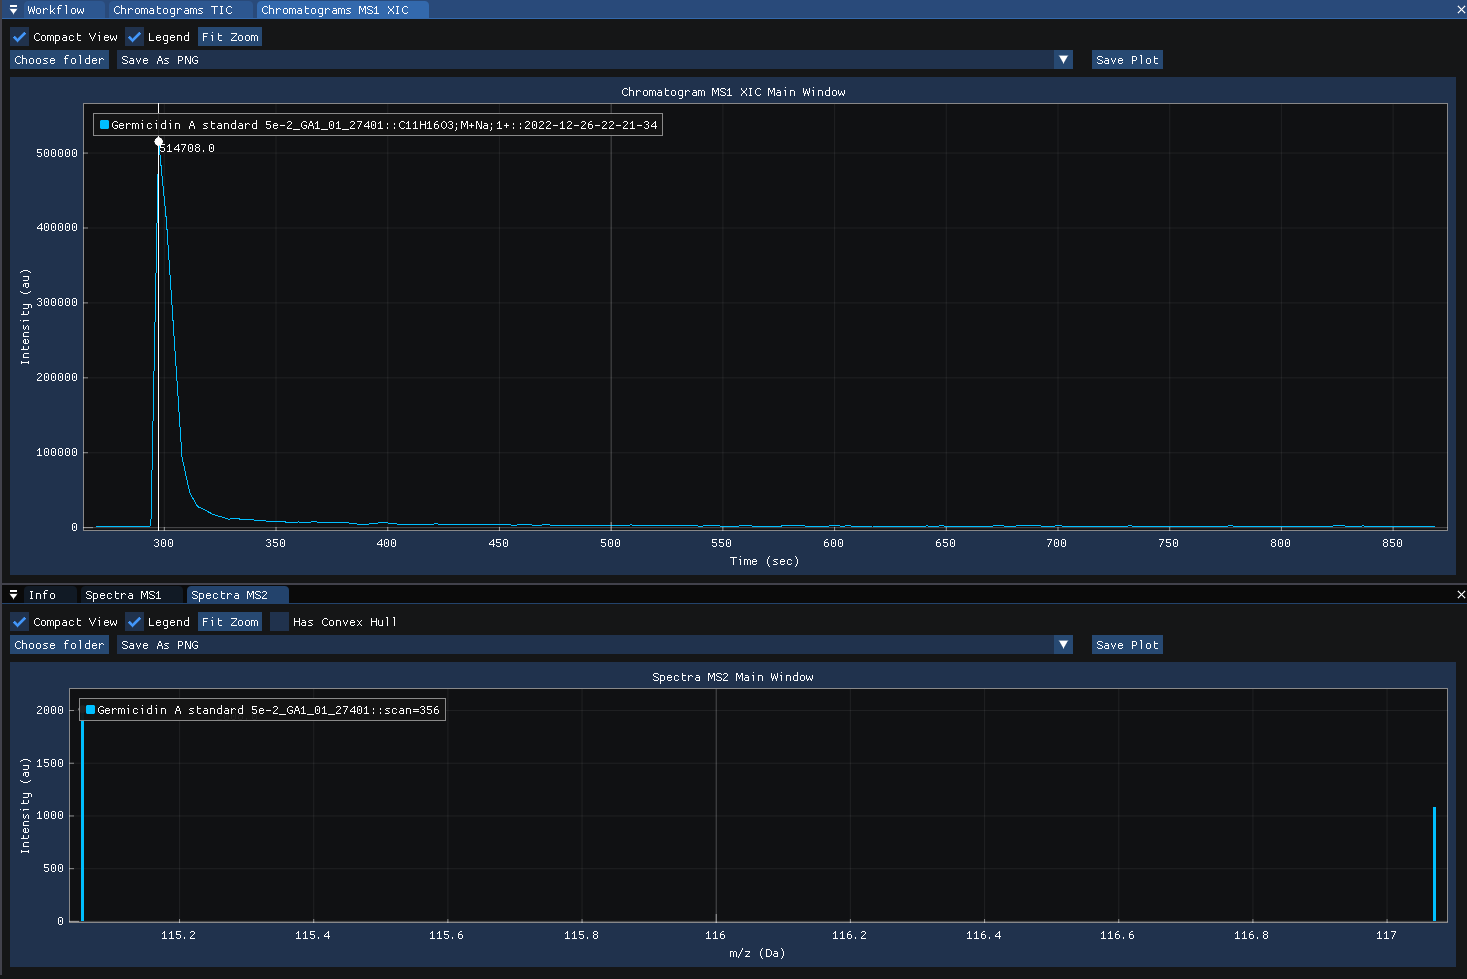 Workflow Chromatograms TIC Chromatograms MS1 XIC
Compact View Legend Fit Zoom
Choose folder Save As PNG Save Plot
Chromatogram MS1 XIC Main Window
Germicidin A standard 5e-2_GA1_01_27401::C11H16O3;M+Na;1+::2022-12-26-22-21-34
514708.0
500000
400000
300000
200000
100000
0
Intensity (au)
300 350 400 450 500 550 600 650 700 750 800 850
Time (sec)
Info Spectra MS1 Spectra MS2
Compact View Legend Fit Zoom Has Convex Hull
Choose folder Save As PNG Save Plot
Spectra MS2 Main Window
Germicidin A standard 5e-2_GA1_01_27401::scan=356
2000
1500
1000
500
0
Intensity (au)
115.2 115.4 115.6 115.8 116 116.2 116.4 116.6 116.8 117
m/z (Da)